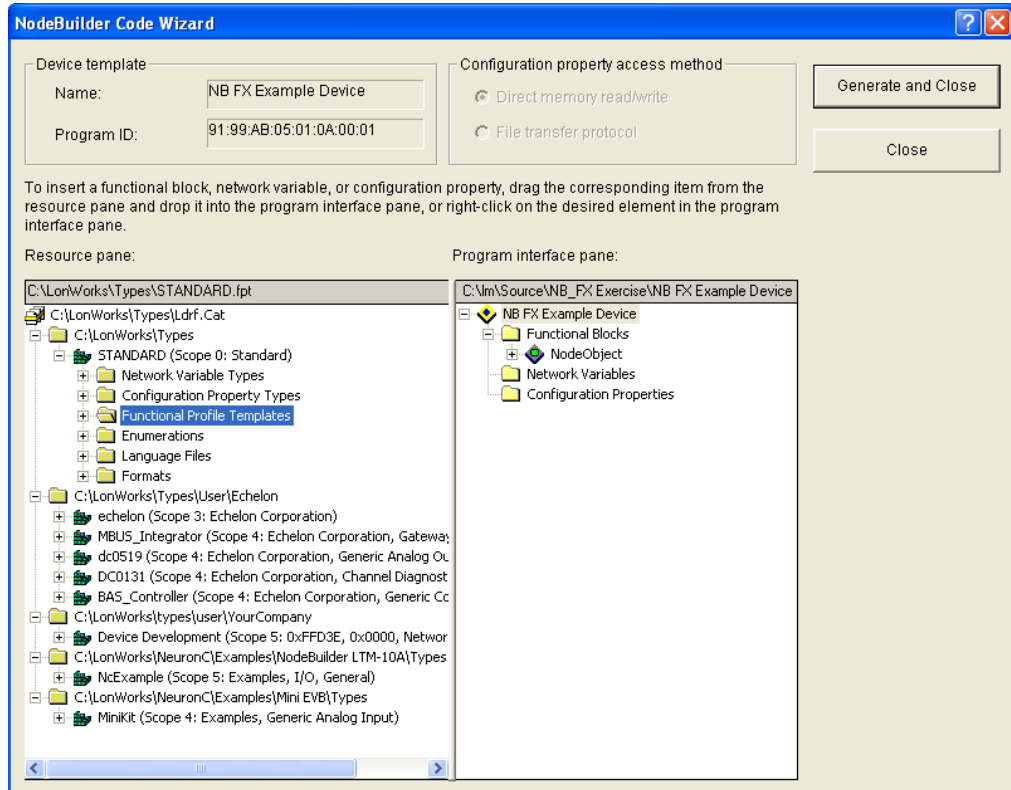 NodeBuilder Code Wizard
Device template
Name:
NB FX Example Device
Program ID:
91:99:AB:05:01:0A:00:01
Configuration property access method
Direct memory read/write
File transfer protocol
Generate and Close
Close
To insert a functional block, network variable, or configuration property, drag the corresponding item from the
resource pane and drop it into the program interface pane, or right-click on the desired element in the program
interface pane.
Resource pane:
C:\LonWorks\Types\STANDARD.fpt
C:\LonWorks\Types\Ldrf.Cat
C:\LonWorks\Types
STANDARD (Scope 0: Standard)
Network Variable Types
Configuration Property Types
Functional Profile Templates
Enumerations
Language Files
Formats
C:\LonWorks\Types\User\Echelon
echelon (Scope 3: Echelon Corporation)
MBUS_Integrator (Scope 4: Echelon Corporation, Gateway
dc0519 (Scope 4: Echelon Corporation, Generic Analog Ou
DC0131 (Scope 4: Echelon Corporation, Channel Diagnost
BAS_Controller (Scope 4: Echelon Corporation, Generic Cc
C:\LonWorks\types\user\YourCompany
Device Development (Scope 5: 0xFFD3E, 0x0000, Networ
C:\LonWorks\NeuronC\Examples\NodeBuilder LTM-10A\Types
NcExample (Scope 5: Examples, I/O, General)
C:\LonWorks\NeuronC\Examples\Mini EVB\Types
MiniKit (Scope 4: Examples, Generic Analog Input)
Program interface pane:
C:\lm\Source\NB_FX Exercise\NB FX Example Device
NB FX Example Device
Functional Blocks
NodeObject
Network Variables
Configuration Properties